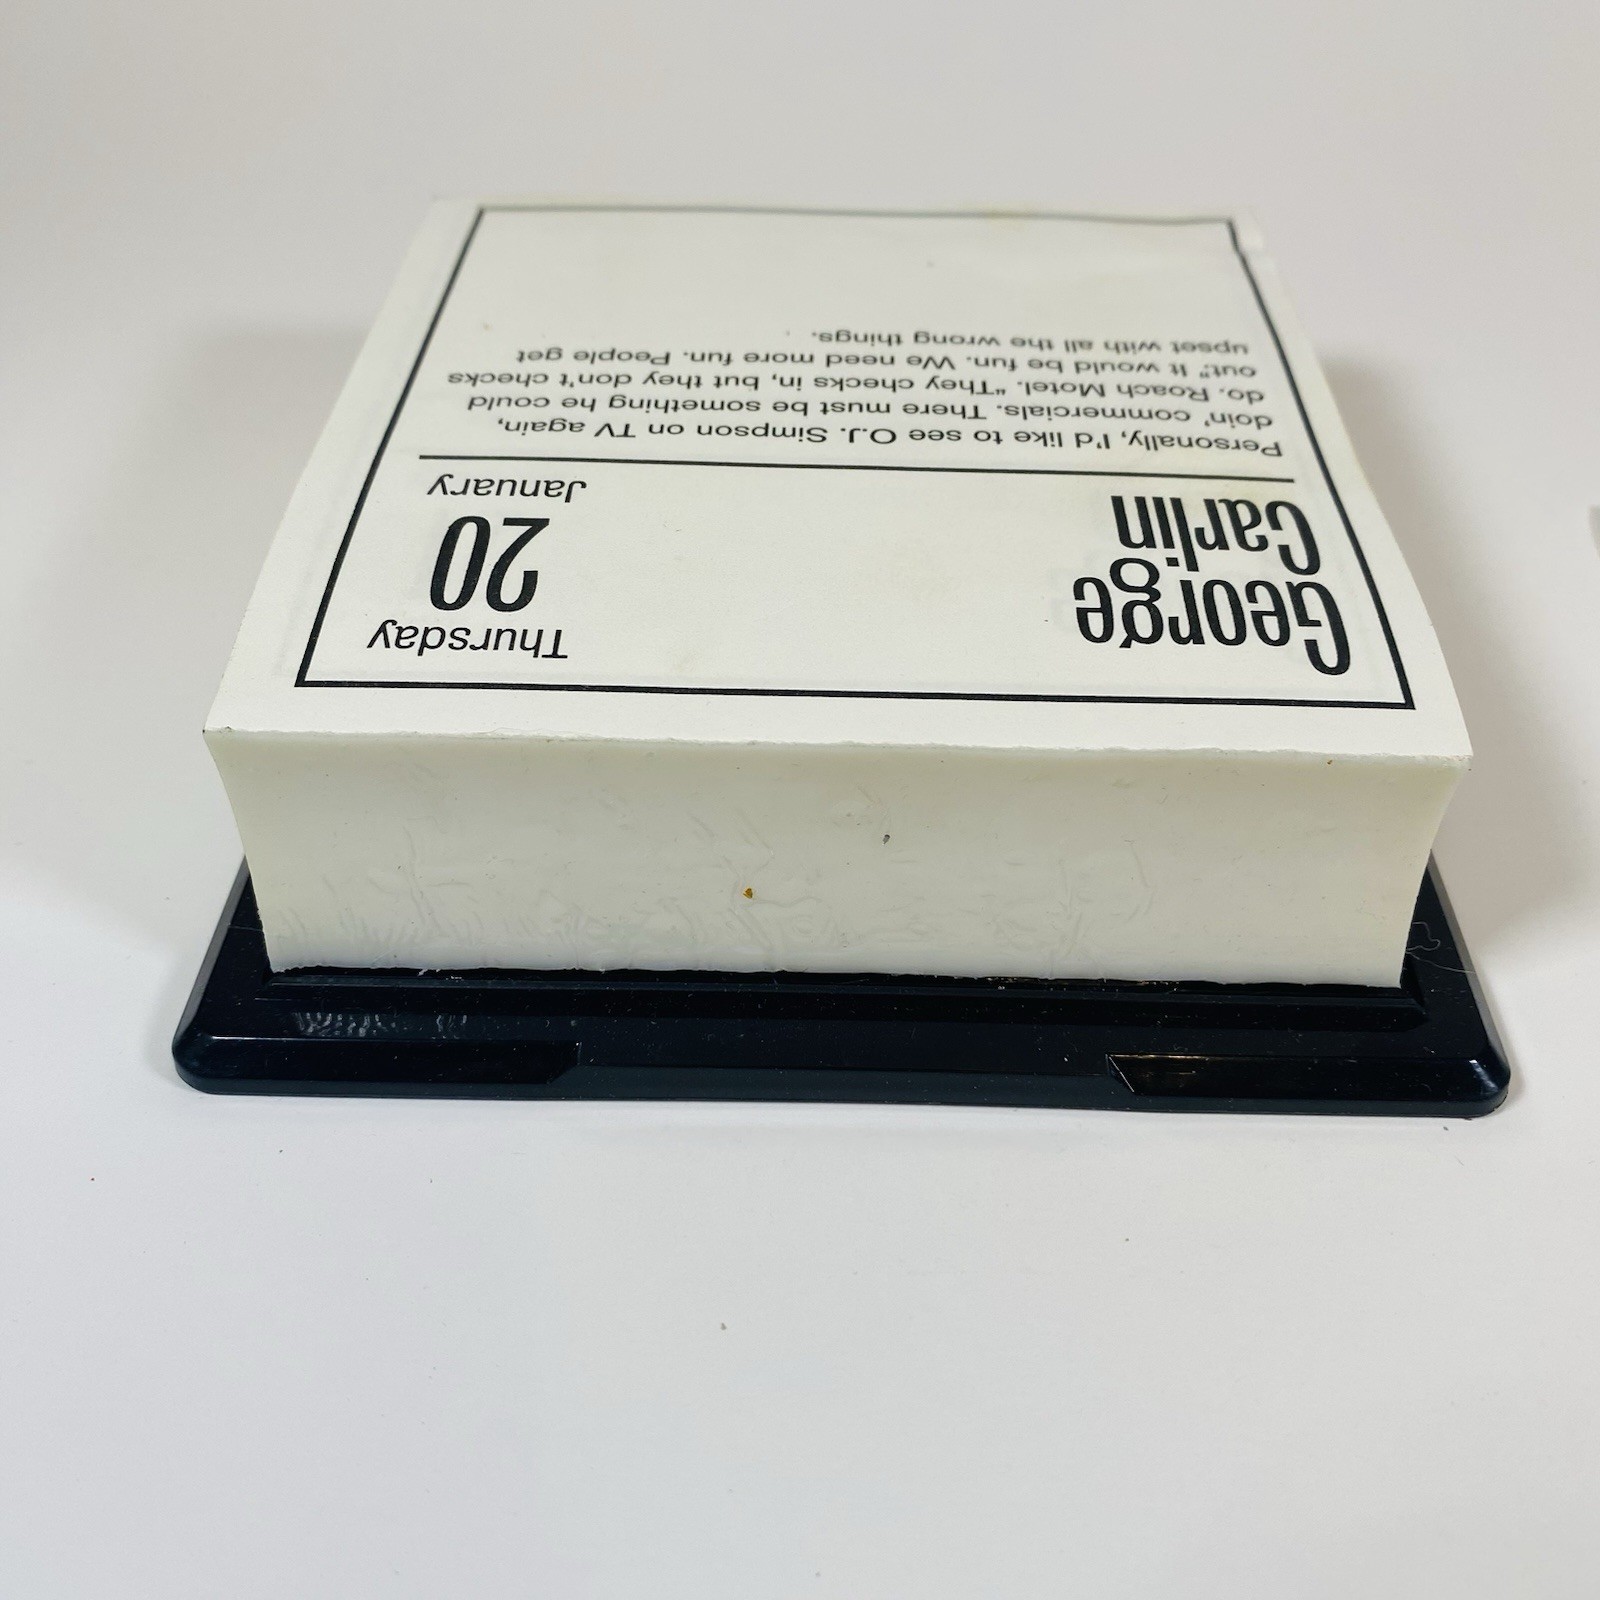 George
Carlin
Thursday
20
January
Personally, I'd like to see O.J. Simpson on TV again,
doin' commercials. There must be something he could
do. Roach Motel. "They checks in, but they don't checks
out." It would be fun. We need more fun. People get
upset with all the wrong things.